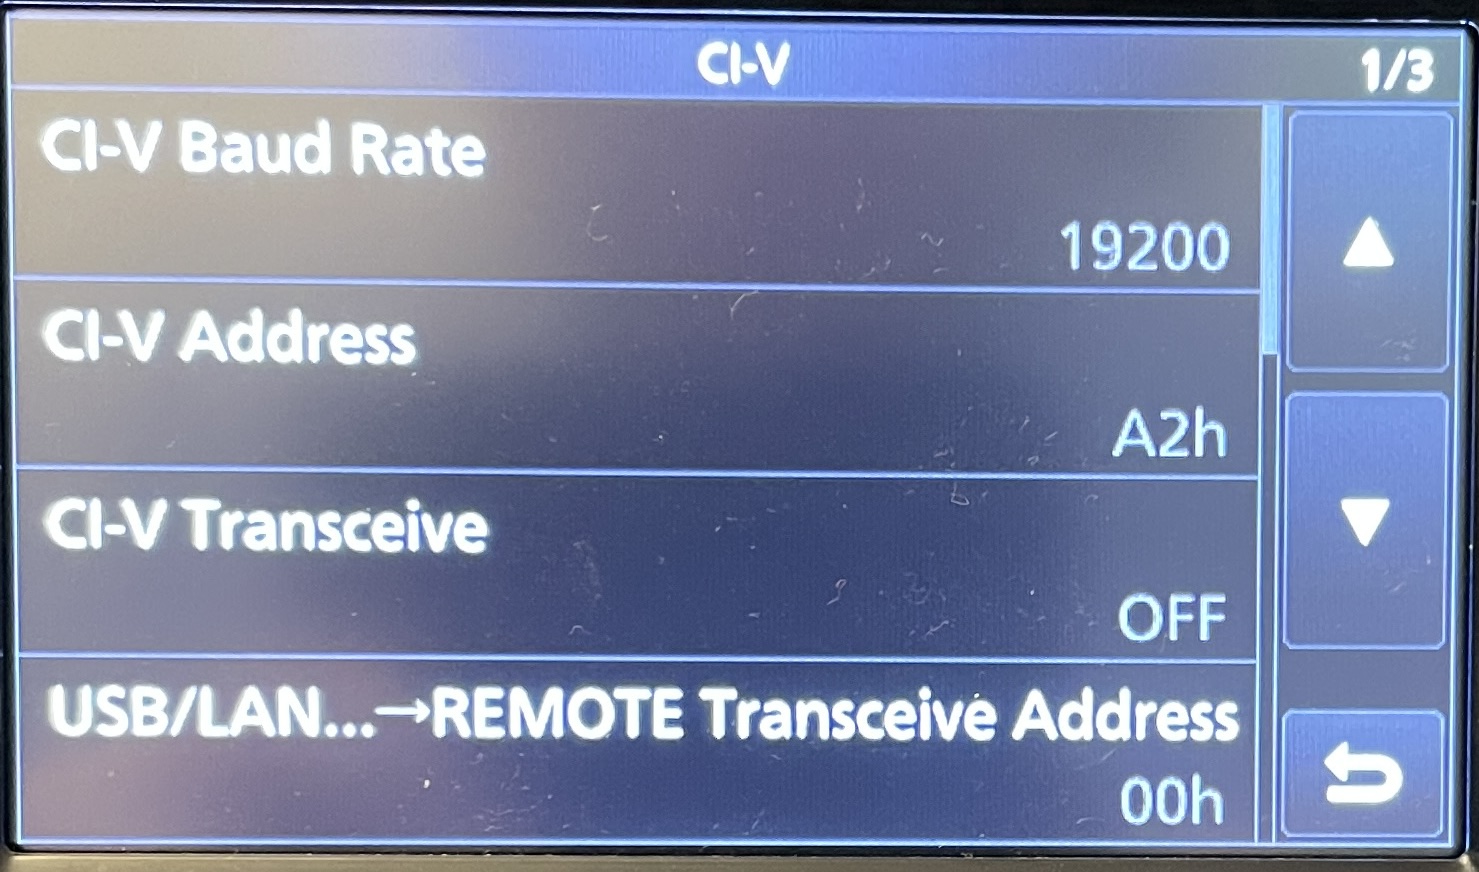 CI-V 1/3
CI-V Baud Rate
19200
CI-V Address
A2h
CI-V Transceive
OFF
USB/LAN...→REMOTE Transceive Address
00h